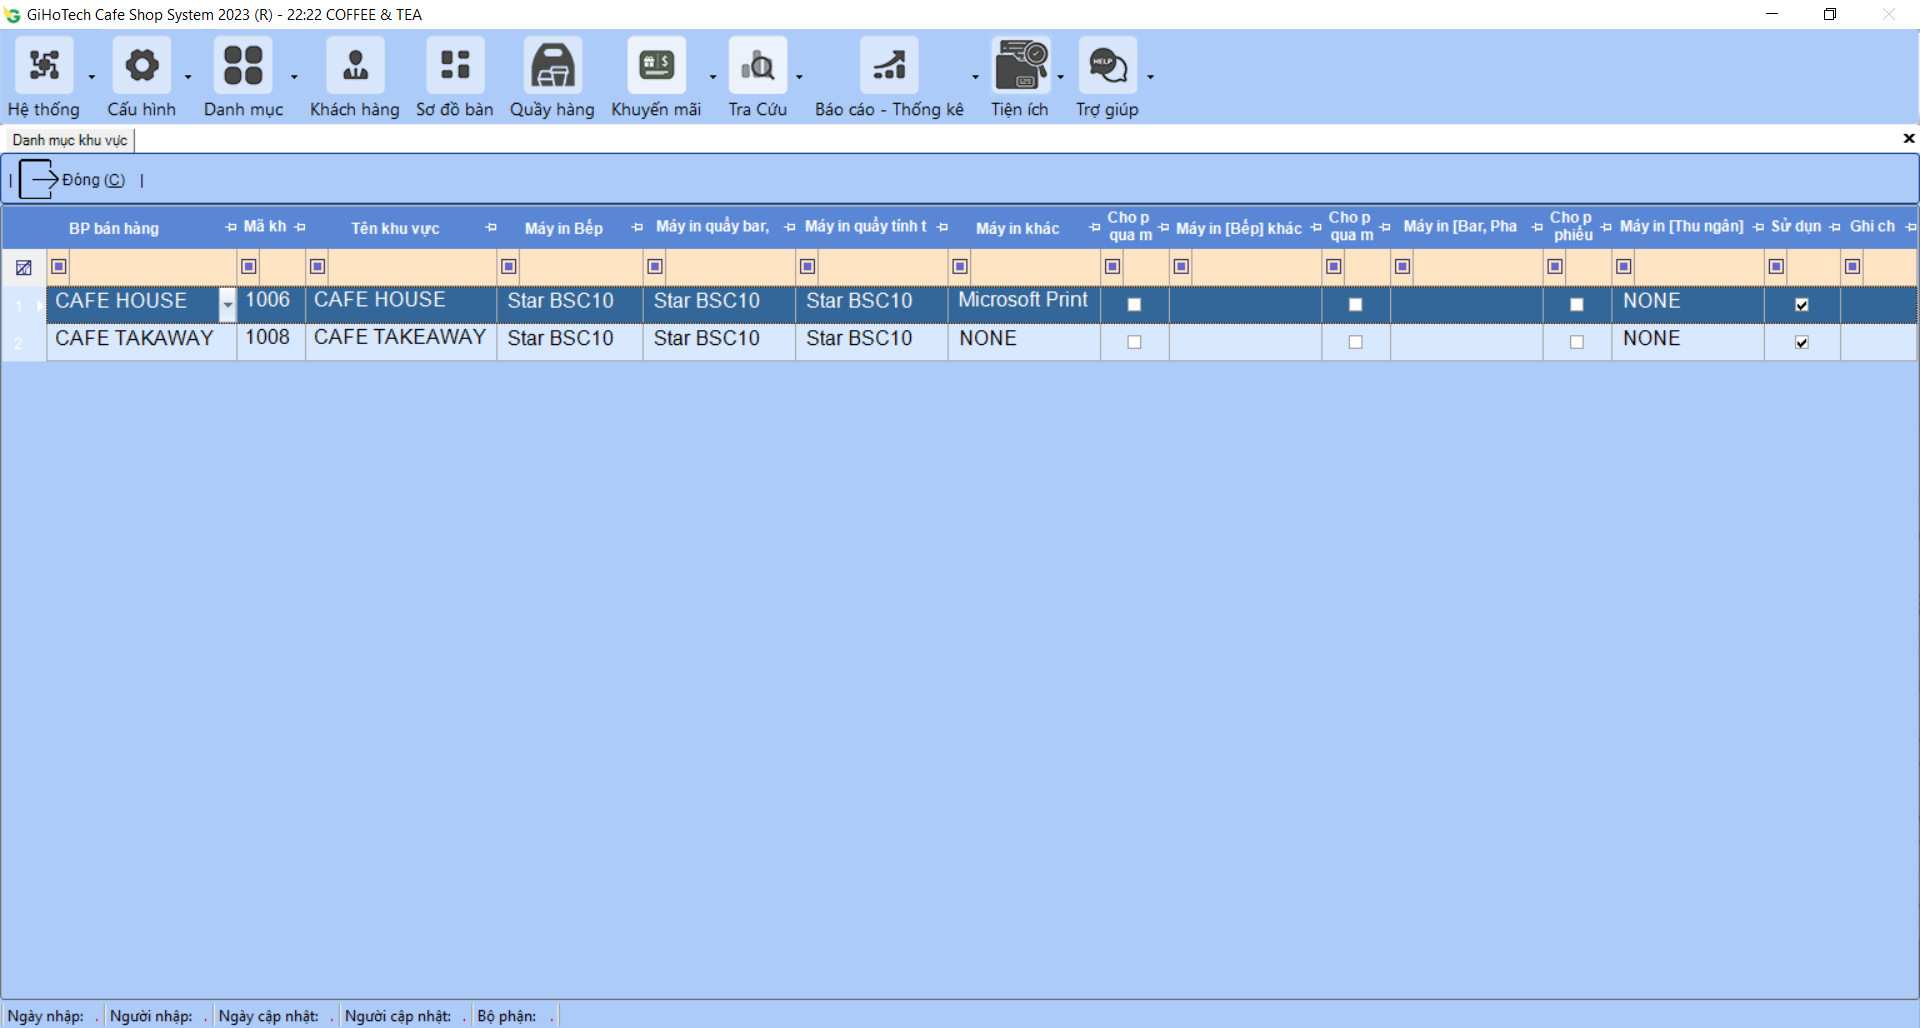 GiHoTech Cafe Shop System 2023 (R) - 22:22 COFFEE & TEA
Hệ thống Cấu hình Danh mục Khách hàng Sơ đồ bàn Quầy hàng Khuyến mãi Tra Cứu Báo cáo - Thống kê Tiện ích Trợ giúp
HELP
Danh mục khu vực
| Đóng (C) |
BP bán hàng Mã kh Tên khu vực Máy in Bếp Máy in quầy bar, Máy in quầy tính t Máy in khác Cho p qua m Máy in [Bếp] khác Cho p qua m Máy in [Bar, Pha Cho p phiếu Máy in [Thu ngân] Sử dụn Ghi ch
1 CAFE HOUSE 1006 CAFE HOUSE Star BSC10 Star BSC10 Star BSC10 Microsoft Print NONE
2 CAFE TAKAWAY 1008 CAFE TAKEAWAY Star BSC10 Star BSC10 Star BSC10 NONE NONE
Ngày nhập: . Người nhập: . Ngày cập nhật: . Người cập nhật: . Bộ phận: .